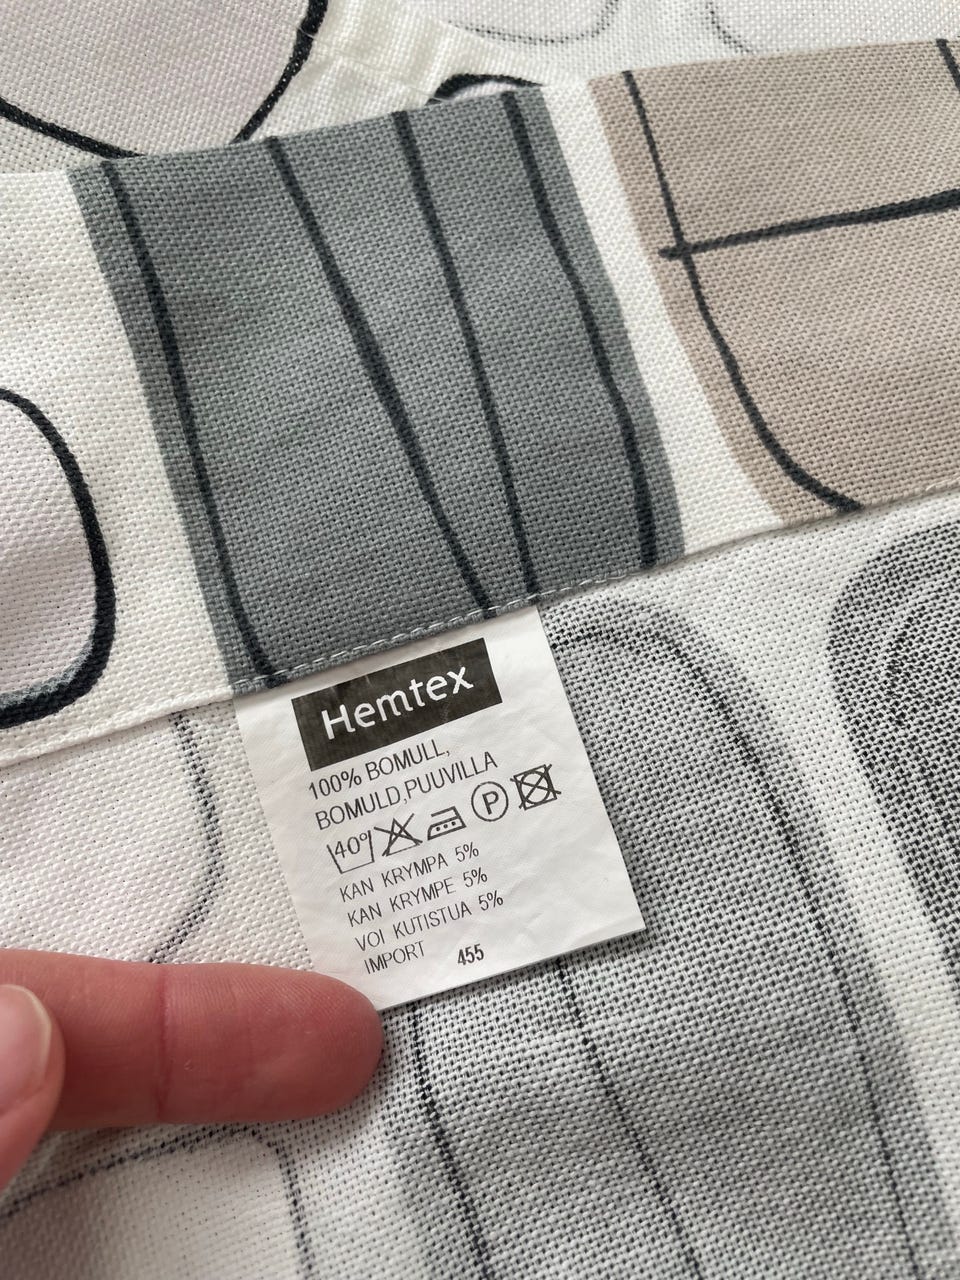 Hemtex
100% BOMULL,
BOMULD,PUUVILLA
40° P
KAN KRYMPA 5%
KAN KRYMPE 5%
VOI KUTISTUA 5%
IMPORT 455